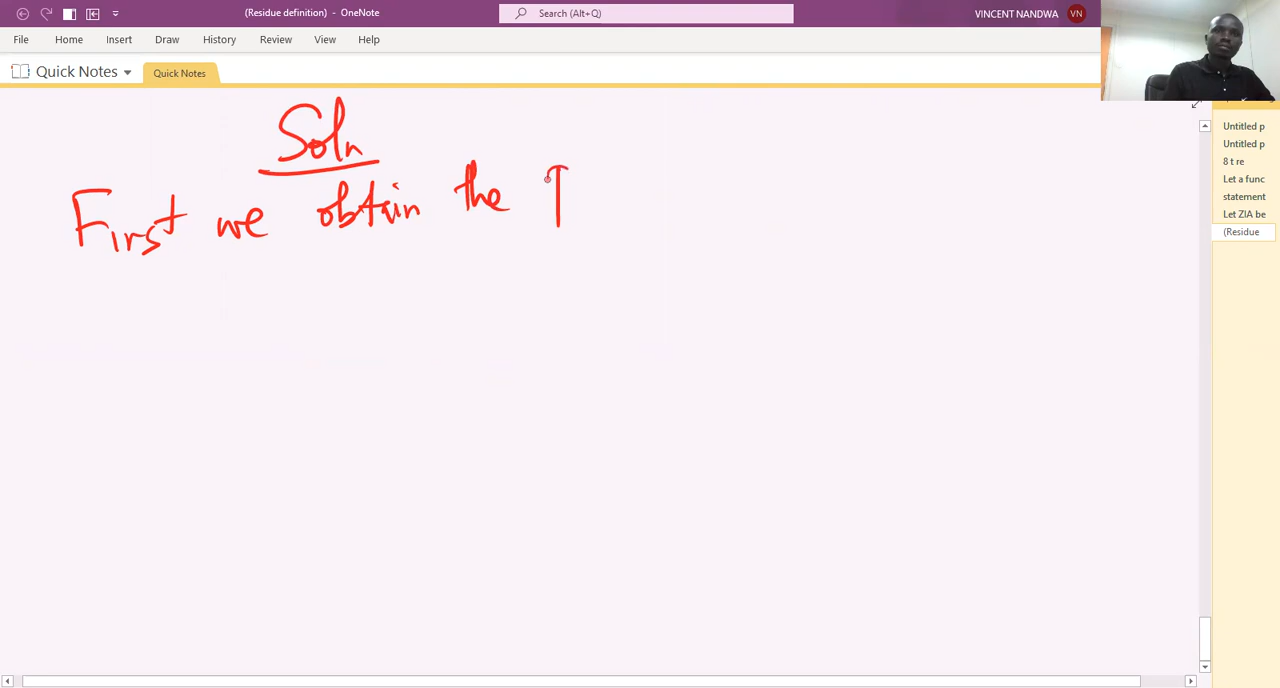 (Residue definition) - OneNote
Search (Alt+Q)
VINCENT NANDWA
VN
File Home Insert Draw History Review View Help
Quick Notes
Quick Notes
Soln
First we obtain the
Untitled p
Untitled p
8 t re
Let a func
statement
Let ZIA be
(Residue